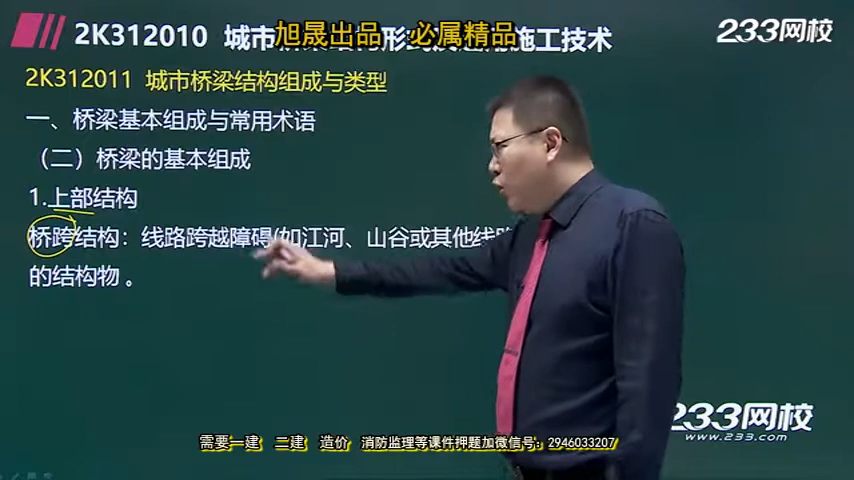 2K312010 城市
旭晟出品 必属精品
施工技术
233网校
2K312011 城市桥梁结构组成与类型
一、桥梁基本组成与常用术语
（二）桥梁的基本组成
1.上部结构
桥跨结构：线路跨越障碍(如江河、山谷或其他线
的结构物。
233网校
www.233.com
需要一建 二建 造价 消防监理等课件押题加微信号：2946033207